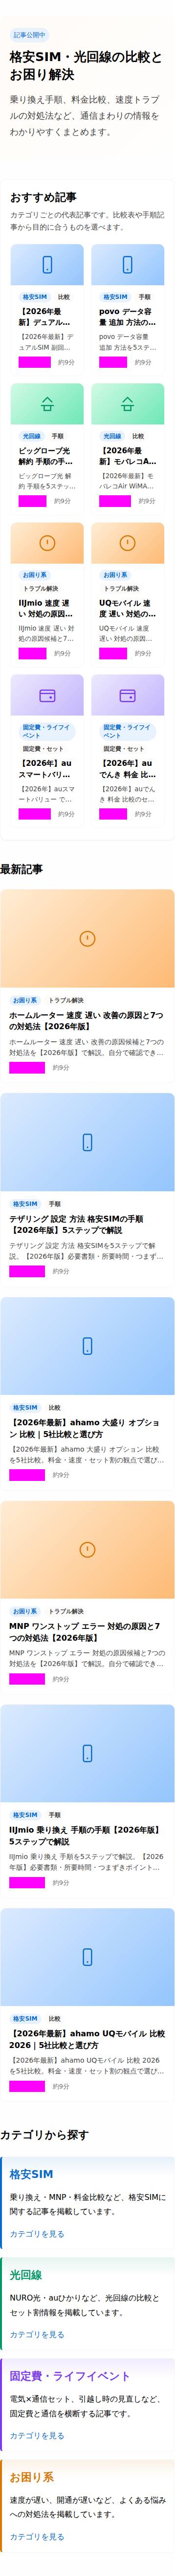 記事公開中
格安SIM・光回線の比較と
お困り解決
乗り換え手順、料金比較、速度トラブ
ルの対処法など、通信まわりの情報を
わかりやすくまとめます。
おすすめ記事
カテゴリごとの代表記事です。比較表や手順記
事から目的に合うものを選べます。
格安SIM 比較
【2026年最
新】デュアル…
【2026年最新】デ
ュアルSIM 副回…
約9分
格安SIM 手順
povo データ容
量 追加 方法の…
povo データ容量
追加 方法を5ステ…
約9分
光回線 手順
ビッグローブ光
解約 手順の手…
ビッグローブ光 解
約 手順を5ステッ…
約9分
光回線 比較
【2026年最
新】モバレコA…
【2026年最新】モ
バレコAir WiMA…
約9分
お困り系
トラブル解決
IIJmio 速度 遅
い 対処の原因…
IIJmio 速度 遅い 対
処の原因候補と7…
約9分
お困り系
トラブル解決
UQモバイル 速
度 遅い 対処の…
UQモバイル 速度
遅い 対処の原因…
約9分
固定費・ライフイ
ベント
固定費・セット
【2026年】au
スマートバリ…
【2026年】auスマ
ートバリュー で…
約9分
固定費・ライフイ
ベント
固定費・セット
【2026年】au
でんき 料金 比…
【2026年】auでん
き 料金 比較のセ…
約9分
最新記事
お困り系 トラブル解決
ホームルーター 速度 遅い 改善の原因と7つ
の対処法【2026年版】
ホームルーター 速度 遅い 改善の原因候補と7つの
対処法を【2026年版】で解説。自分で確認でき…
約9分
格安SIM 手順
テザリング 設定 方法 格安SIMの手順
【2026年版】5ステップで解説
テザリング 設定 方法 格安SIMを5ステップで解
説。【2026年版】必要書類・所要時間・つまず…
約9分
格安SIM 比較
【2026年最新】ahamo 大盛り オプショ
ン 比較｜5社比較と選び方
【2026年最新】ahamo 大盛り オプション 比較
を5社で比較。料金・速度・セット割の観点で選び…
約9分
お困り系 トラブル解決
MNP ワンストップ エラー 対処の原因と7
つの対処法【2026年版】
MNP ワンストップ エラー 対処の原因候補と7つの
対処法を【2026年版】で解説。自分で確認でき…
約9分
格安SIM 手順
IIJmio 乗り換え 手順の手順【2026年版】
5ステップで解説
IIJmio 乗り換え 手順を5ステップで解説。【2026
年版】必要書類・所要時間・つまずきポイント…
約9分
格安SIM 比較
【2026年最新】ahamo UQモバイル 比較
2026｜5社比較と選び方
【2026年最新】ahamo UQモバイル 比較 2026
を5社で比較。料金・速度・セット割の観点で選び…
約9分
カテゴリから探す
格安SIM
乗り換え・MNP・料金比較など、格安SIMに関
する記事を掲載しています。
カテゴリを見る
光回線
NURO光・auひかりなど、光回線の比較と
セット割情報を掲載しています。
カテゴリを見る
固定費・ライフイベント
電気×通信セット、引越し時の見直しなど、
固定費と通信を横断する記事です。
カテゴリを見る
お困り系
速度が遅い、開通が遅いなど、よくある悩み
への対処法を掲載しています。
カテゴリを見る